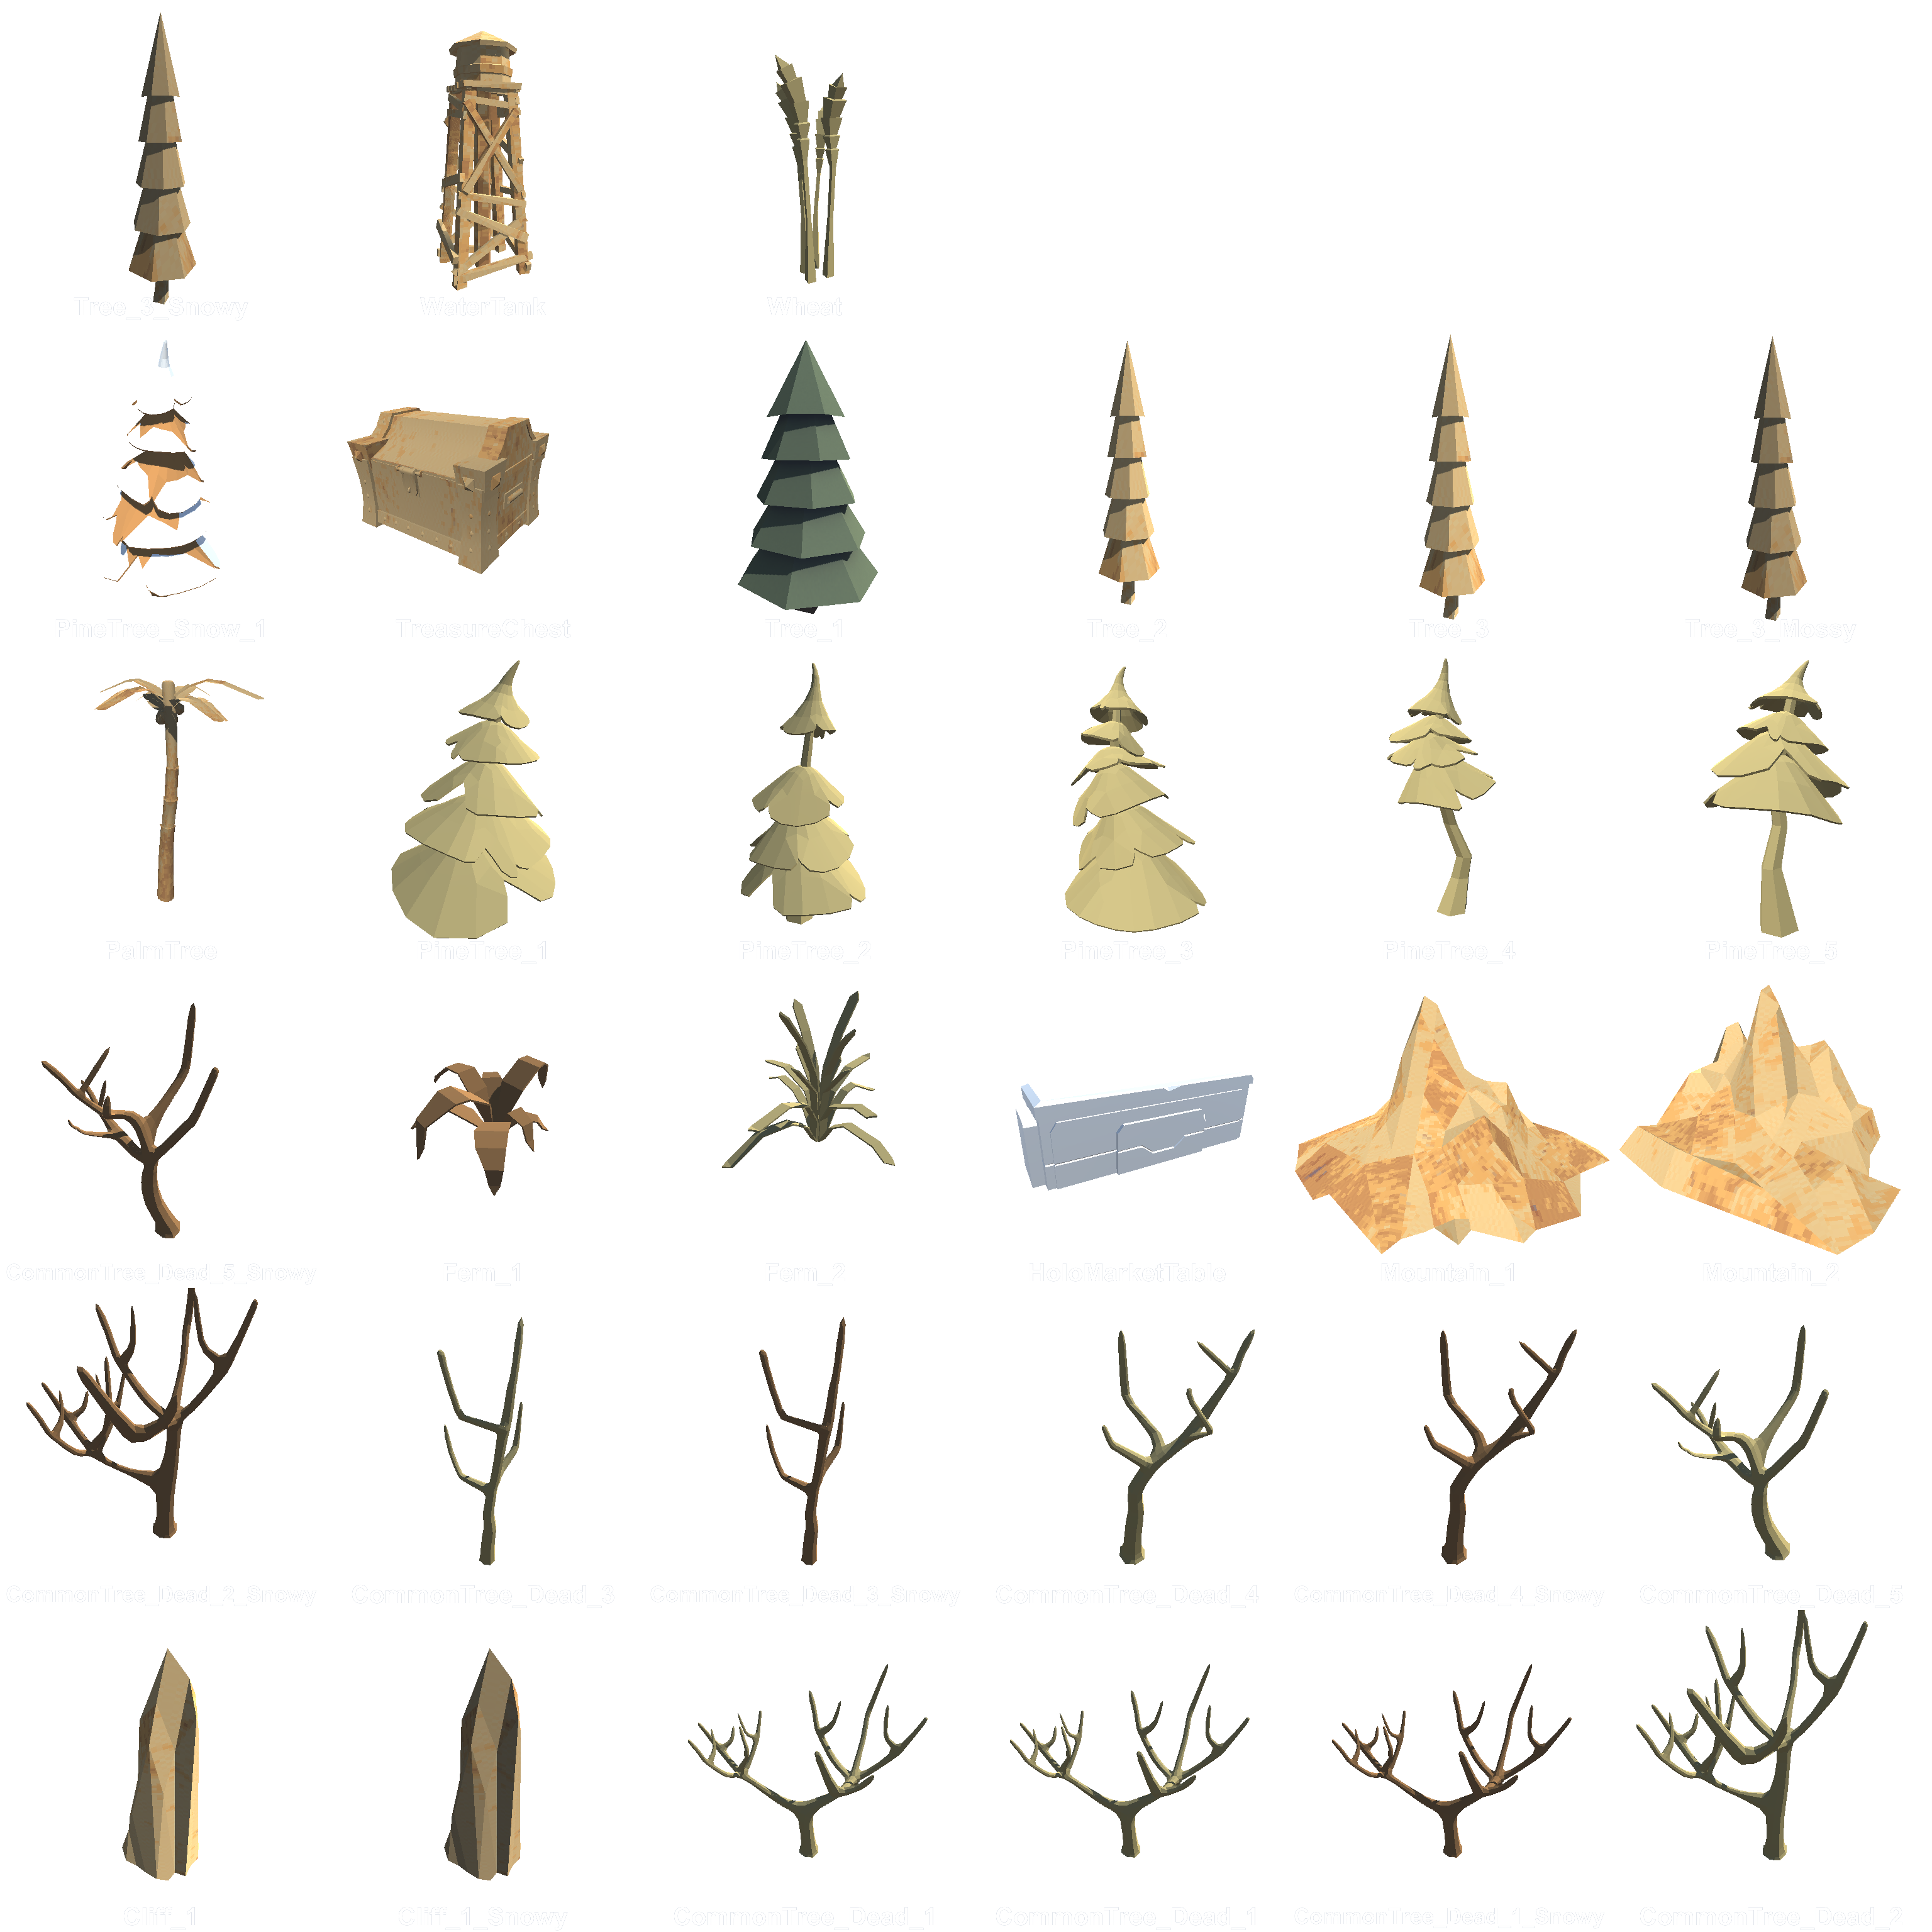 Tree_3_Snowy
WaterTank
Wheat
PineTree_Snow_1
TreasureChest
Tree_1
Tree_2
Tree_3
Tree_3_Mossy
PalmTree
PineTree_1
PineTree_2
PineTree_3
PineTree_4
PineTree_5
CommonTree_Dead_5_Snowy
Fern_1
Fern_2
HoloMarketTable
Mountain_1
Mountain_2
CommonTree_Dead_2_Snowy
CommonTree_Dead_3
CommonTree_Dead_3_Snowy
CommonTree_Dead_4
CommonTree_Dead_4_Snowy
CommonTree_Dead_5
Cliff_1
Cliff_1_Snowy
CommonTree_Dead_1
CommonTree_Dead_1
CommonTree_Dead_1_Snowy
CommonTree_Dead_2